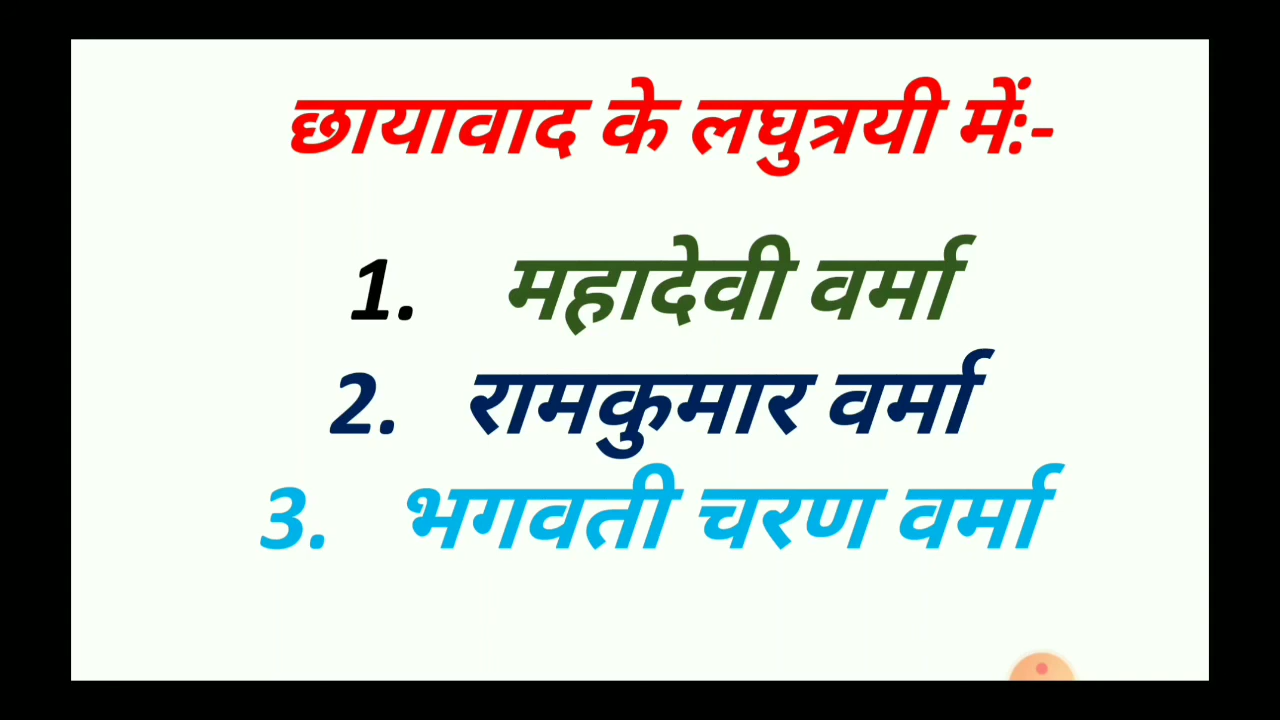 छायावाद के लघुत्रयी में:-
1. महादेवी वर्मा
2. रामकुमार वर्मा
3. भगवती चरण वर्मा